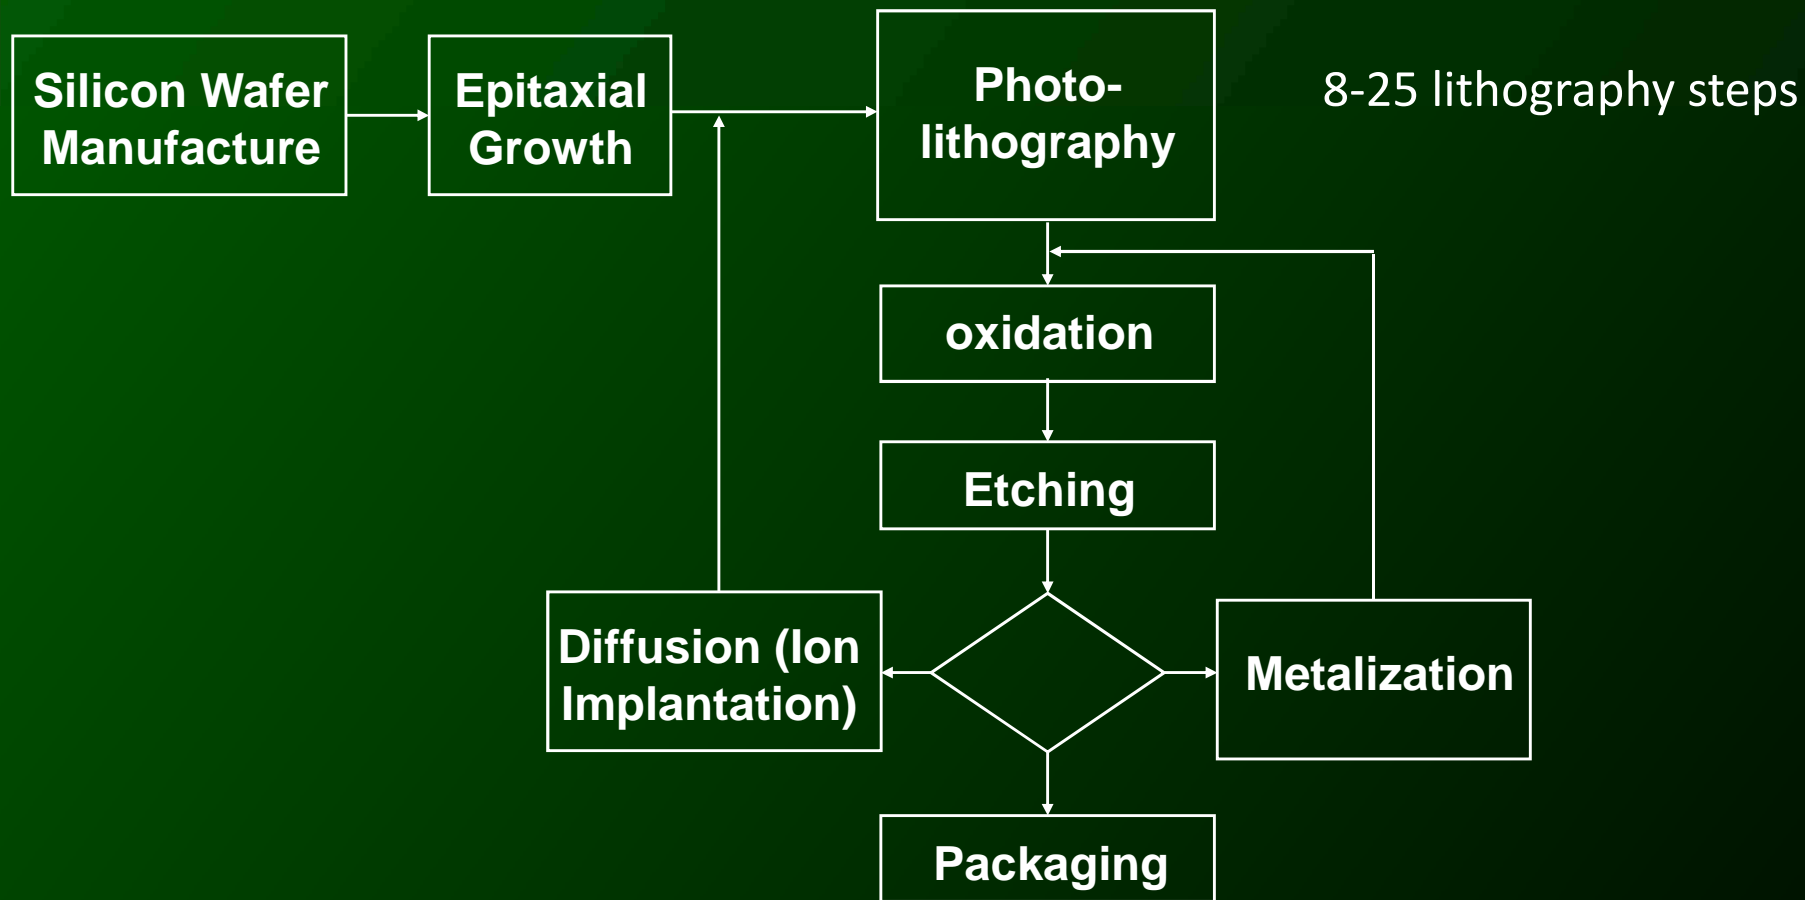 Silicon Wafer
Manufacture
Epitaxial
Growth
Photo-
lithography
8-25 lithography steps
oxidation
Etching
Diffusion (Ion
Implantation)
Metalization
Packaging